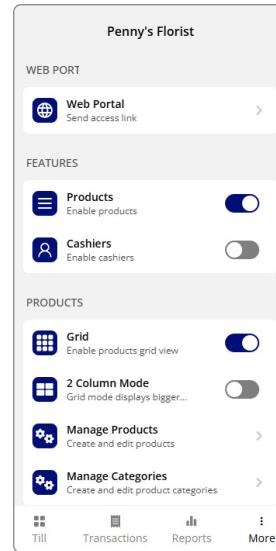 Penny's Florist
WEB PORT
Web Portal
Send access link
FEATURES
Products
Enable products
Cashiers
Enable cashiers
PRODUCTS
Grid
Enable products grid view
2 Column Mode
Grid mode displays bigger...
Manage Products
Create and edit products
Manage Categories
Create and edit product categories
Till Transactions Reports More